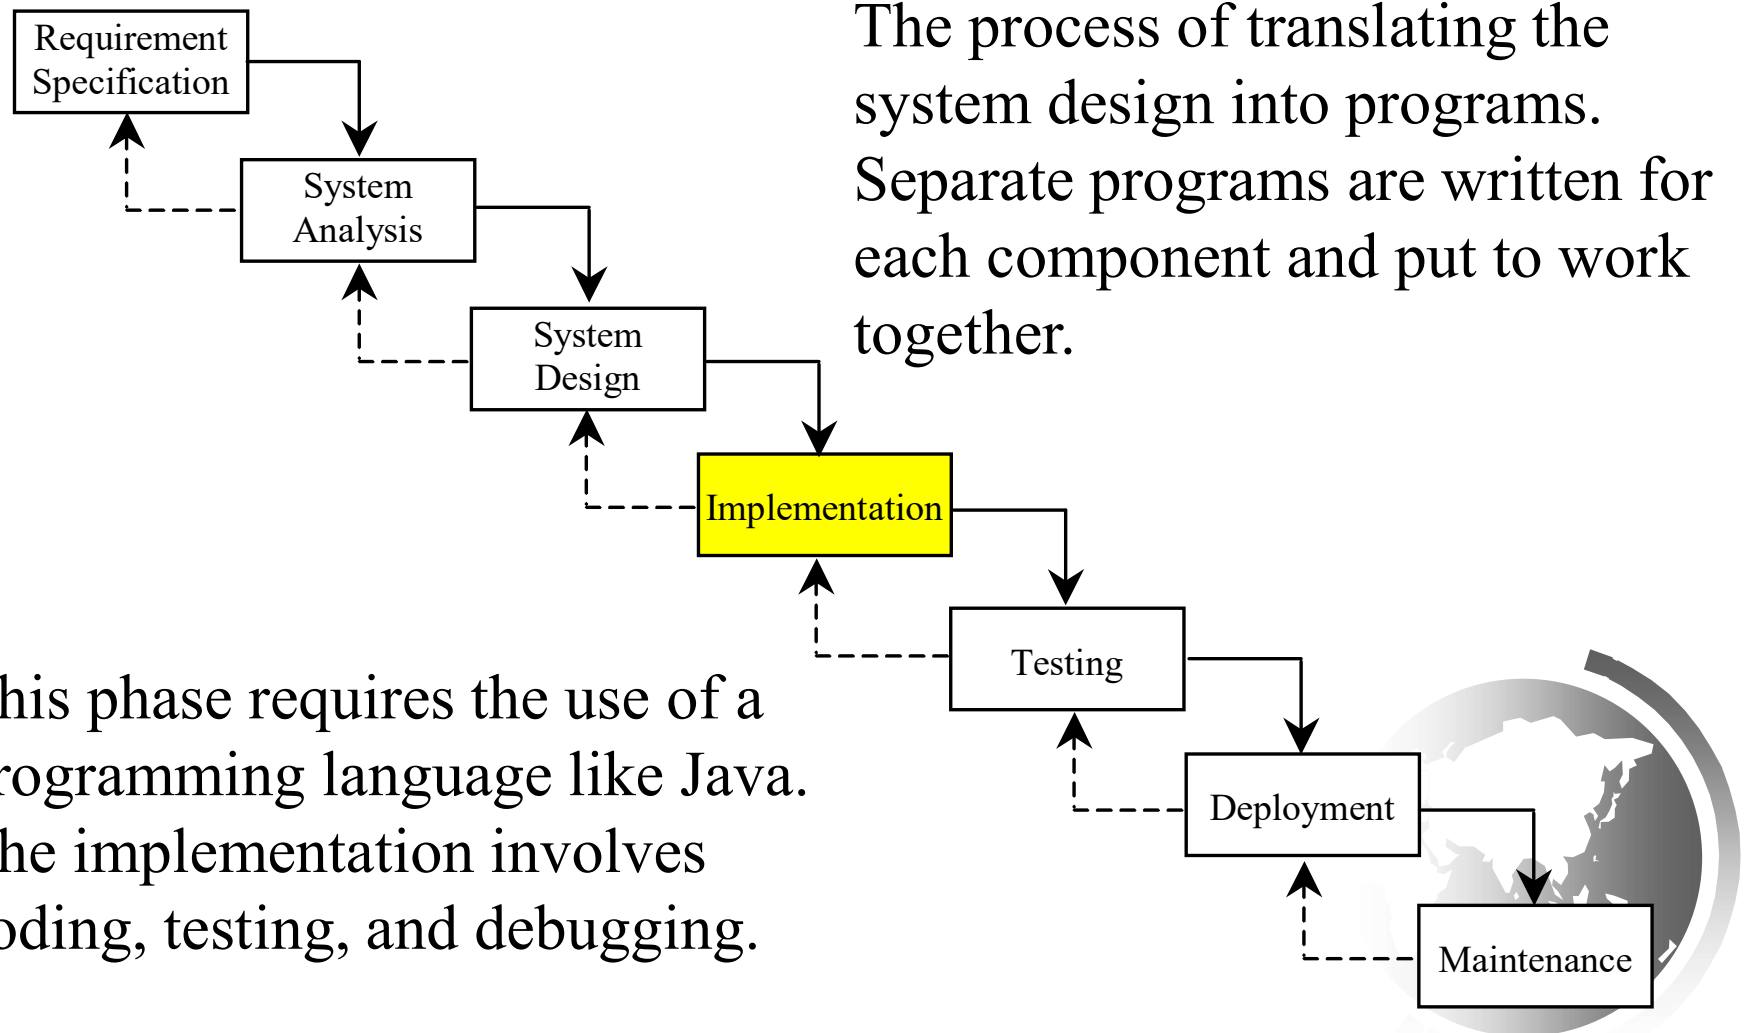 Requirement
Specification
The process of translating the
system design into programs.
Separate programs are written for
each component and put to work
together.
System
Analysis
System
Design
Implementation
Testing
his phase requires the use of a
rogramming language like Java.
he implementation involves
oding, testing, and debugging.
Deployment
Maintenance